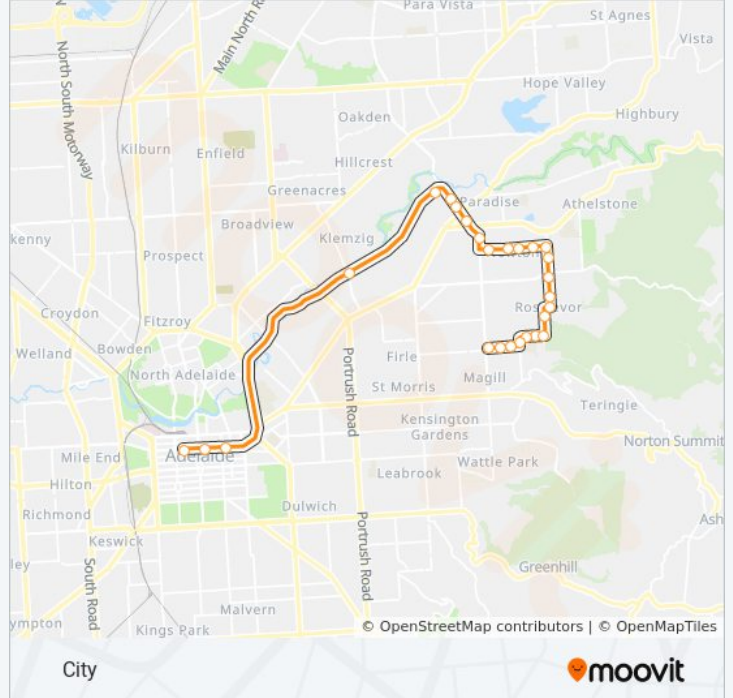 Para Vista
St Agnes
Main North R
Vista
N
Hope Valley
North South Motorway
Oakden
Highbury
Kilburn
Enfield
Hillcrest
Greenacres
Paradise
Athelstone
Broadview
Klemzig
kenny
Prospect
Croydon
Fitzroy
Welland
Bowden
North Adelaide
Portrush Road
Firle
Magill
St Morris
Teringie
Kensington
Gardens
Norton Summit
Adelaide
Mile End
Wattle Park
Hilton
Leabrook
Richmond
Dulwich
Portrush Road
Ash
Keswick
ley
South Road
Greenhill
Malvern
ympton
Kings Park
© OpenStreetMap contributors | © OpenMapTiles
City
moovit